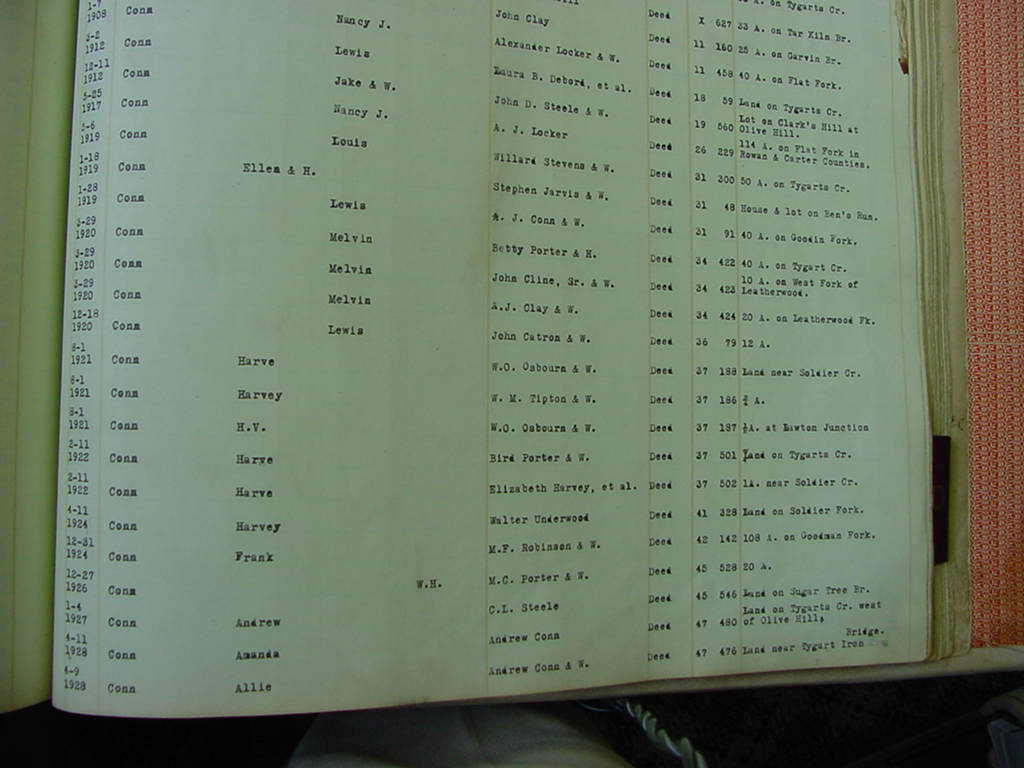 A. on Tygarts Cr.
X 627 33 A. on Tar Kiln Br.
John Clay Deed 11 160 25 A. on Garvin Br.
1-7
1908 Conn Nancy J. Alexander Locker & W. Deed 11 458 40 A. on Flat Fork.
3-2
1912 Conn Lewis Laura B. Debord, et al. Deed 18 59 Land on Tygarts Cr.
12-11
1912 Conn Jake & W. John D. Steele & W. Deed 19 560 Lot on Clark's Hill at
Olive Hill.
5-25
1917 Conn Nancy J. A. J. Locker Deed 26 229 114 A. on Flat Fork in
Rowan & Carter Counties.
3-6
1919 Conn Louis Willard Stevens & W. Deed 31 300 50 A. on Tygarts Cr.
1-18
1919 Conn Ellen & H. Stephen Jarvis & W. Deed 31 48 House & lot on Ben's Run.
1-28
1919 Conn Lewis A. J. Conn & W. Deed 31 91 40 A. on Goodin Fork.
3-29
1920 Conn Melvin Betty Porter & H. Deed 34 422 40 A. on Tygart Cr.
3-29
1920 Conn Melvin John Cline, Sr. & W. Deed 34 423 10 A. on West Fork of
Leatherwood.
3-29
1920 Conn Melvin A.J. Clay & W. Deed 34 424 20 A. on Leatherwood Fk.
12-18
1920 Conn Lewis John Catron & W. Deed 36 79 12 A.
8-1
1921 Conn Harve W.O. Osbourn & W. Deed 37 188 Land near Soldier Cr.
8-1
1921 Conn Harvey W. M. Tipton & W. Deed 37 186 ¾ A.
8-1
1921 Conn H.V. W.O. Osbourn & W. Deed 37 187 ½A. at Lawton Junction
2-11
1922 Conn Harve Bird Porter & W. Deed 37 501 Land on Tygarts Cr.
2-11
1922 Conn Harve Elizabeth Harvey, et al. Deed 37 502 1A. near Soldier Cr.
4-11
1924 Conn Harvey Walter Underwood Deed 41 328 Land on Soldier Fork.
12-31
1924 Conn Frank M.F. Robinson & W. Deed 42 142 108 A. on Goodman Fork.
12-27
1926 Conn W.H. M.C. Porter & W. Deed 45 528 20 A.
1-4
1927 Conn Andrew C.L. Steele Deed 45 546 Land on Sugar Tree Br.
4-11
1928 Conn Amanda Andrew Conn Deed 47 480 Land on Tygarts Cr. west
of Olive Hill,
4-9
1928 Conn Allie Andrew Conn & W. Deed 47 476 Land near Tygart Iron
Bridge.